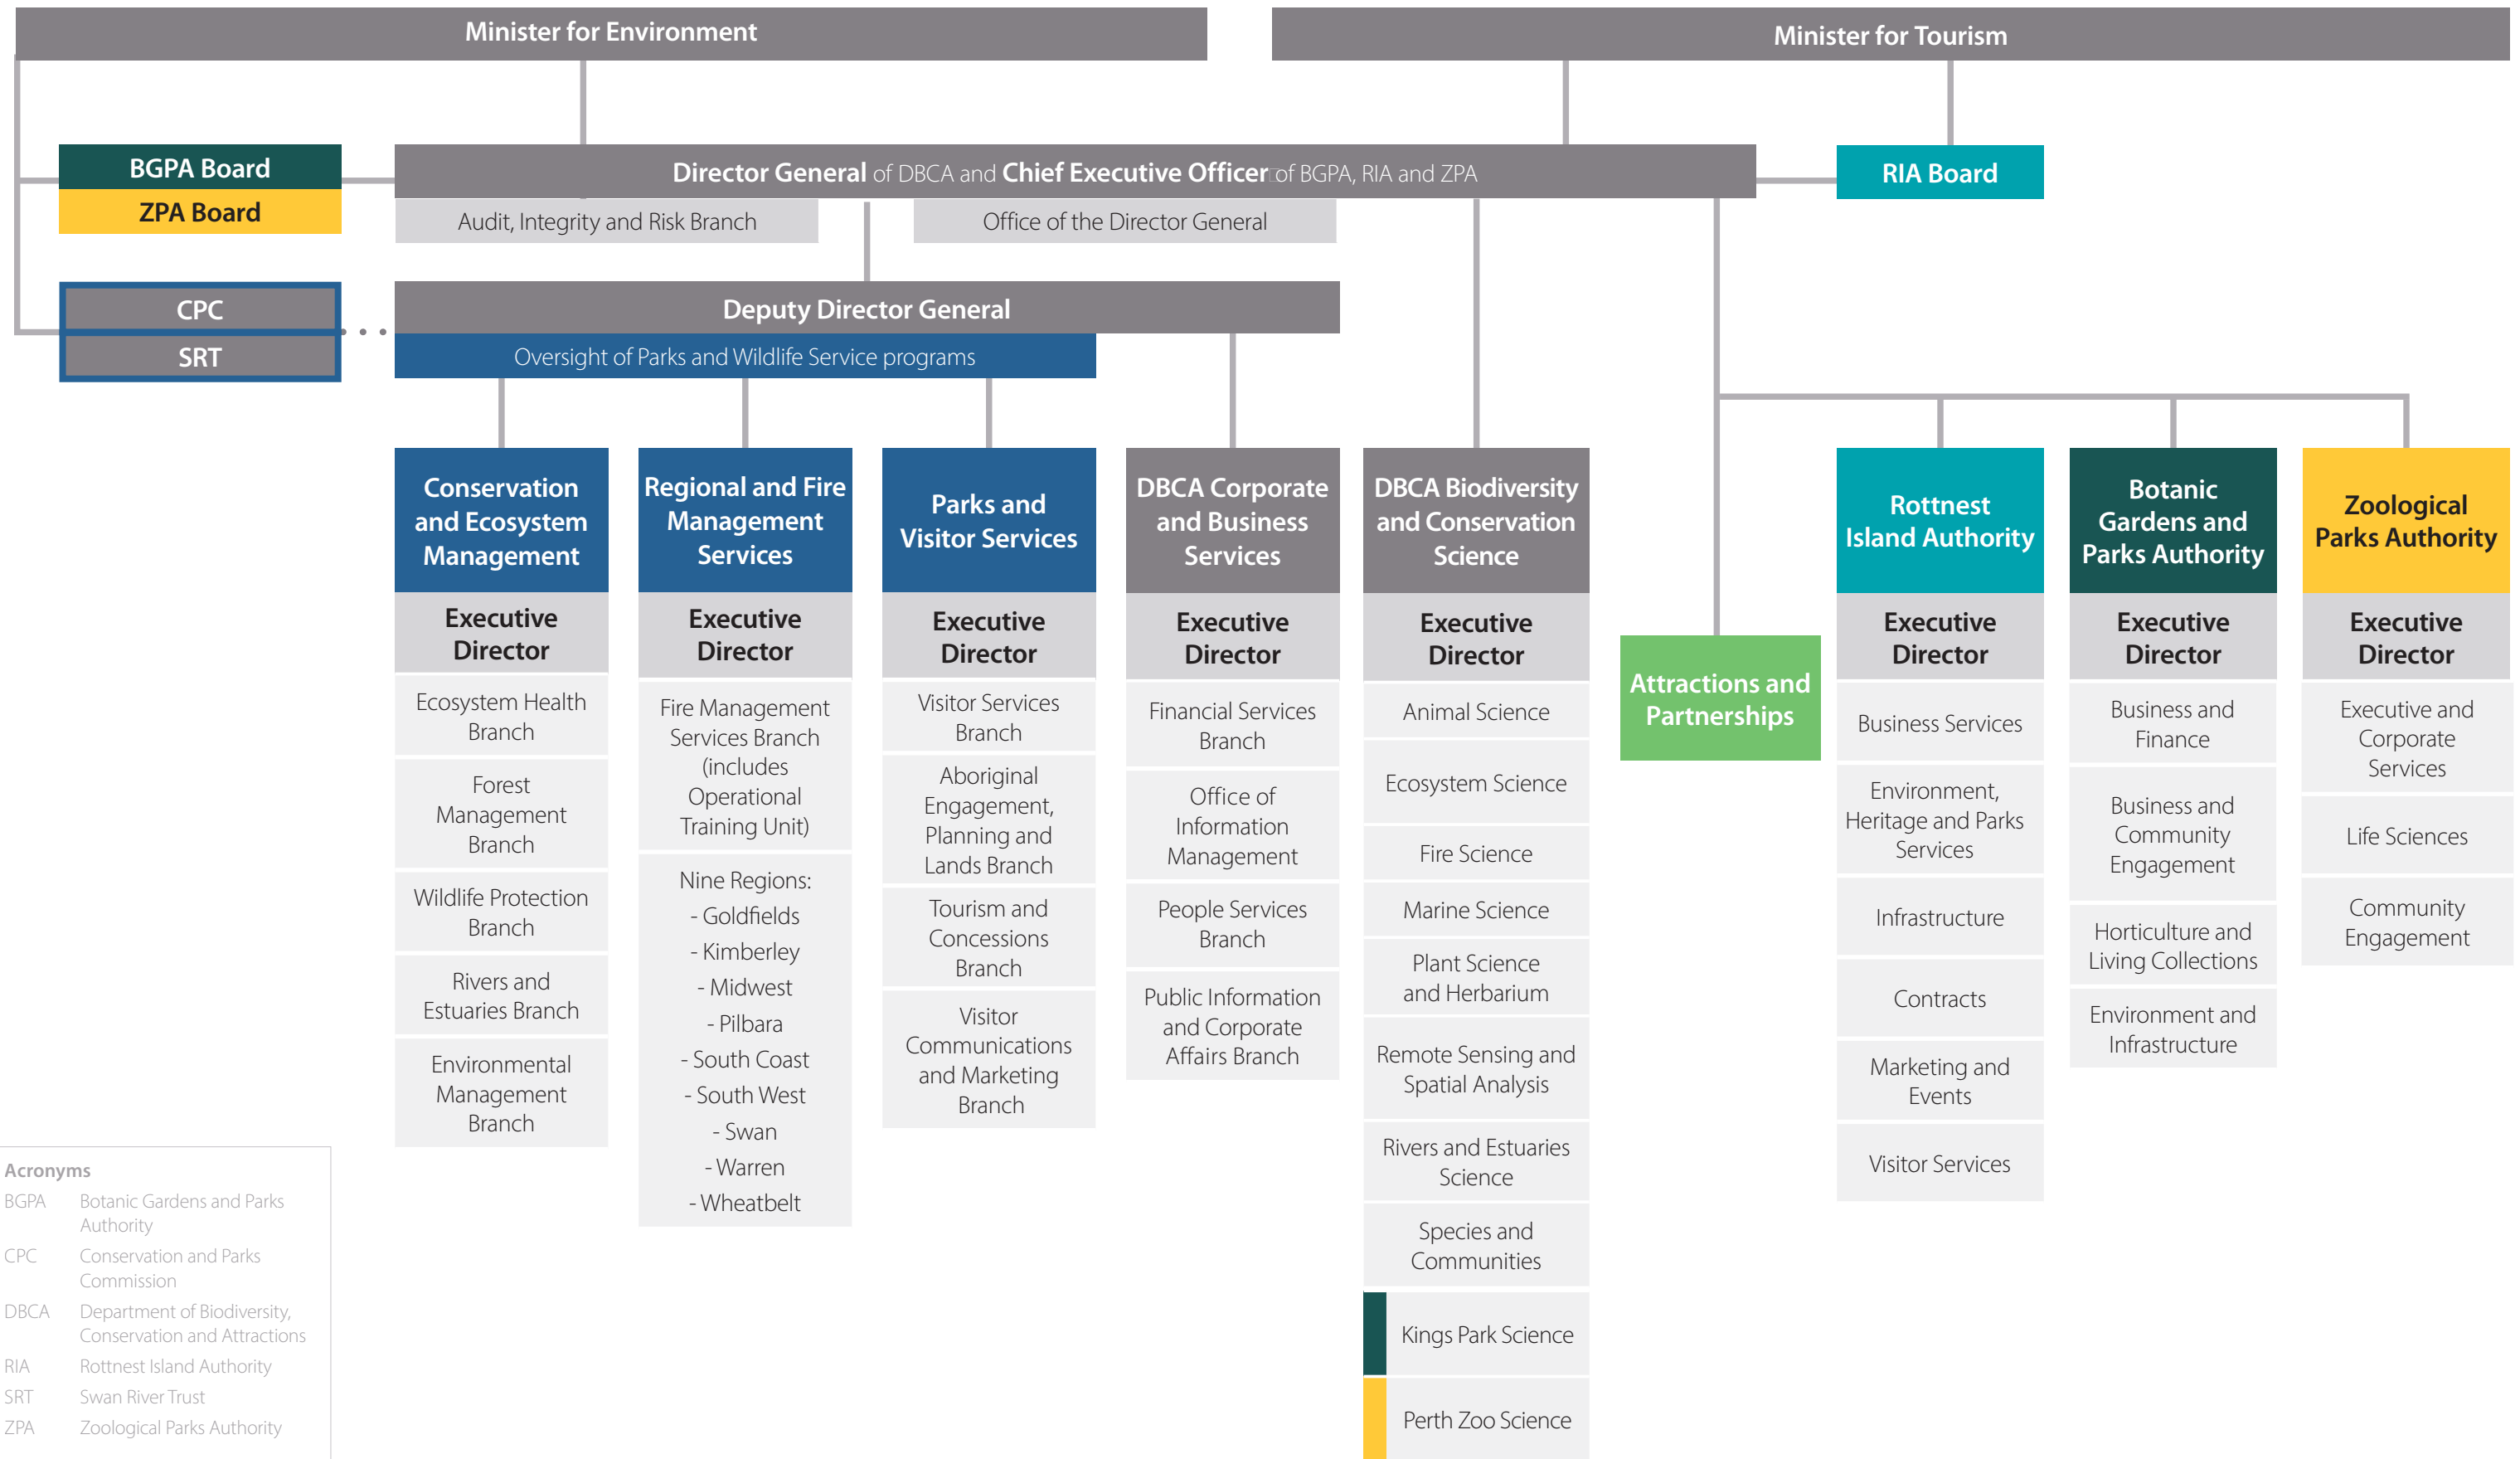 Minister for Environment
Minister for Tourism
BGPA Board
ZPA Board
Director General of DBCA and Chief Executive Officer of BGPA, RIA and ZPA
RIA Board
Audit, Integrity and Risk Branch
Office of the Director General
CPC
SRT
Deputy Director General
Oversight of Parks and Wildlife Service programs
Conservation
and Ecosystem
Management
Executive
Director
Ecosystem Health
Branch
Forest
Management
Branch
Wildlife Protection
Branch
Rivers and
Estuaries Branch
Environmental
Management
Branch
Regional and Fire
Management
Services
Executive
Director
Fire Management
Services Branch
(includes
Operational
Training Unit)
Nine Regions:
- Goldfields
- Kimberley
- Midwest
- Pilbara
- South Coast
- South West
- Swan
- Warren
- Wheatbelt
Parks and
Visitor Services
Executive
Director
Visitor Services
Branch
Aboriginal
Engagement,
Planning and
Lands Branch
Tourism and
Concessions
Branch
Visitor
Communications
and Marketing
Branch
DBCA Corporate
and Business
Services
Executive
Director
Financial Services
Branch
Office of
Information
Management
People Services
Branch
Public Information
and Corporate
Affairs Branch
DBCA Biodiversity
and Conservation
Science
Executive
Director
Animal Science
Ecosystem Science
Fire Science
Marine Science
Plant Science
and Herbarium
Remote Sensing and
Spatial Analysis
Rivers and Estuaries
Science
Species and
Communities
Kings Park Science
Perth Zoo Science
Attractions and
Partnerships
Rottnest
Island Authority
Executive
Director
Business Services
Environment,
Heritage and Parks
Services
Infrastructure
Contracts
Marketing and
Events
Visitor Services
Botanic
Gardens and
Parks Authority
Executive
Director
Business and
Finance
Business and
Community
Engagement
Horticulture and
Living Collections
Environment and
Infrastructure
Zoological
Parks Authority
Executive
Director
Executive and
Corporate
Services
Life Sciences
Community
Engagement
Acronyms
BGPA Botanic Gardens and Parks
Authority
CPC Conservation and Parks
Commission
DBCA Department of Biodiversity,
Conservation and Attractions
RIA Rottnest Island Authority
SRT Swan River Trust
ZPA Zoological Parks Authority